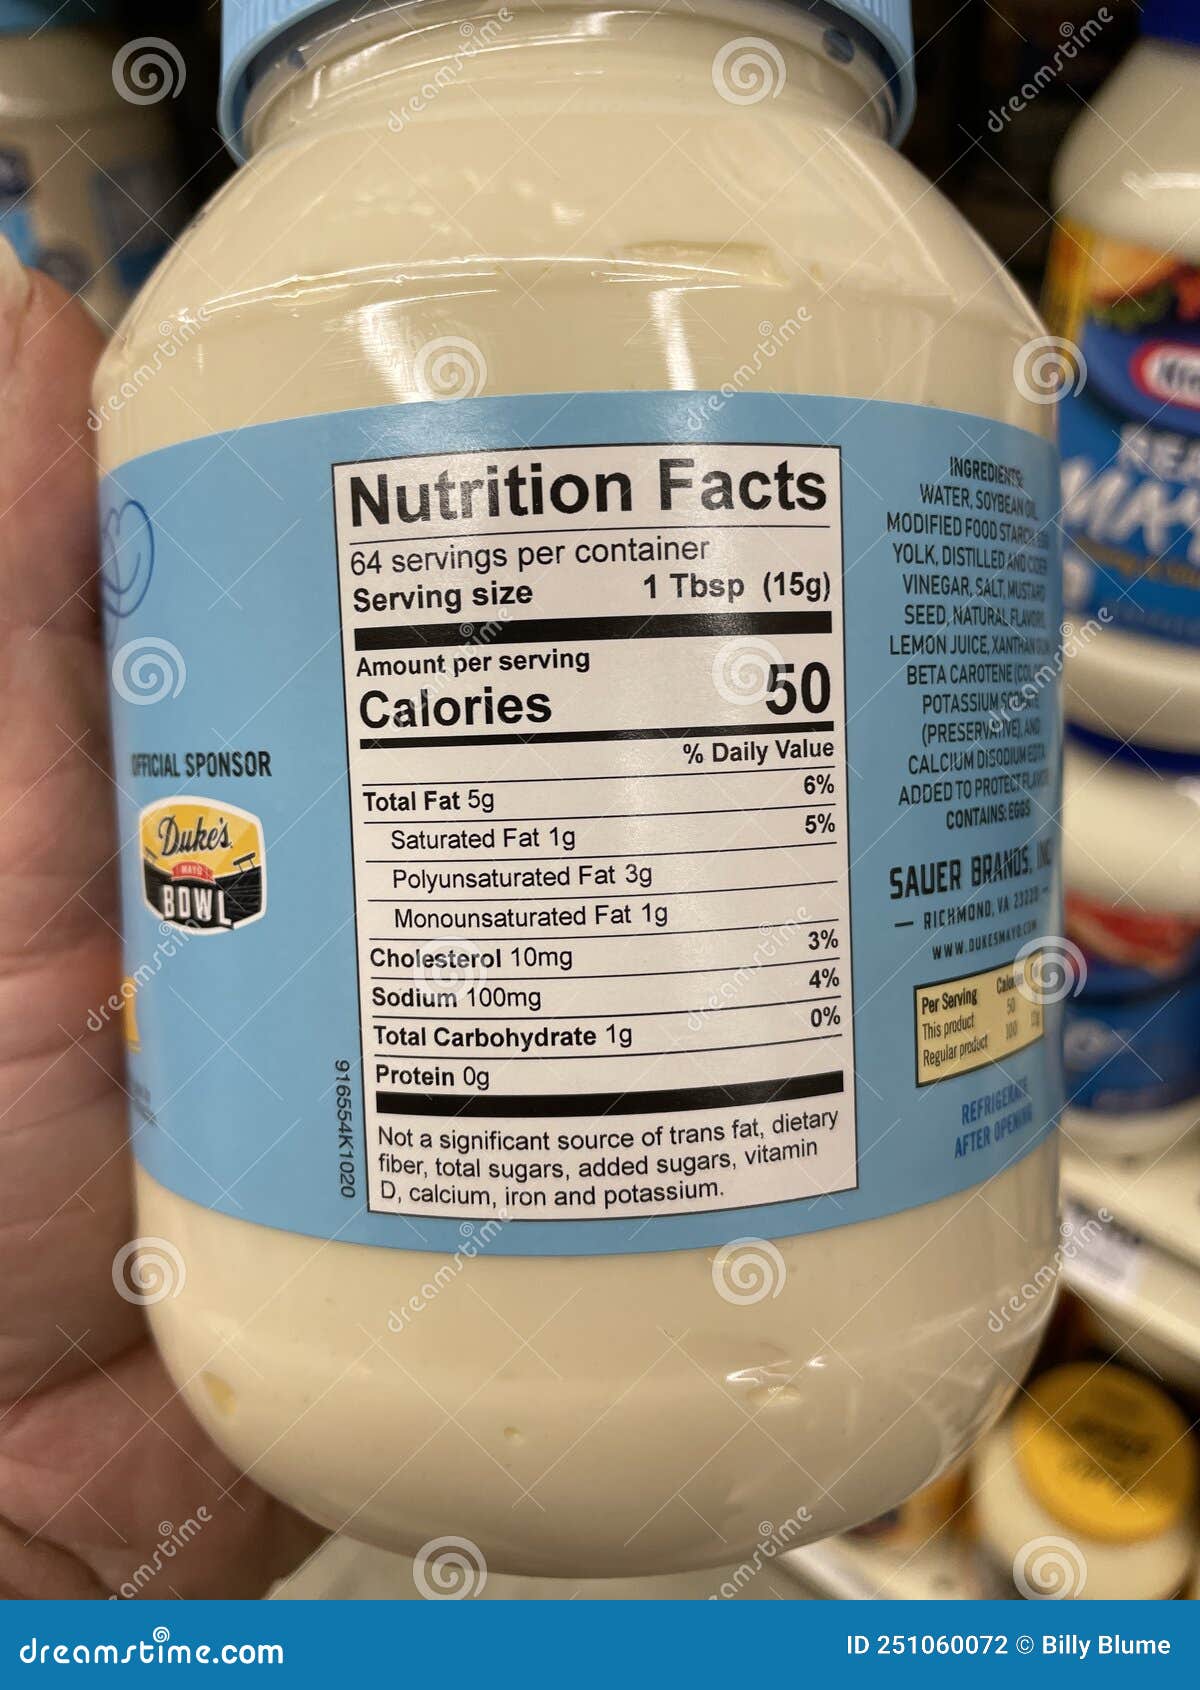 Nutrition Facts
64 servings per container
Serving size 1 Tbsp (15g)
Amount per serving
Calories 50
% Daily Value
Total Fat 5g 6%
Saturated Fat 1g 5%
Polyunsaturated Fat 3g
Monounsaturated Fat 1g
Cholesterol 10mg 3%
Sodium 100mg 4%
Total Carbohydrate 1g 0%
Protein 0g
Not a significant source of trans fat, dietary
fiber, total sugars, added sugars, vitamin
D, calcium, iron and potassium.
916554K1020
OFFICIAL SPONSOR
Duke's
MAYO
BOWL
INGREDIENTS:
WATER, SOYBEAN OIL,
MODIFIED FOOD STARCH, EGG
YOLK, DISTILLED AND CIDER
VINEGAR, SALT, MUSTARD
SEED, NATURAL FLAVORS,
LEMON JUICE, XANTHAN GUM,
BETA CAROTENE
POTASSIUM SORBATE
(PRESERVATIVE), AND
CALCIUM DISODIUM EDTA
ADDED TO PROTECT FLAVOR
CONTAINS: EGGS
SAUER BRANDS, INC
— RICHMOND, VA 23220 —
WWW.DUKESMAYO.COM
Per Serving Calories
This product 50
Regular product 100
REFRIGERATE
AFTER OPENING
dreamstime.com
ID 251060072 © Billy Blume